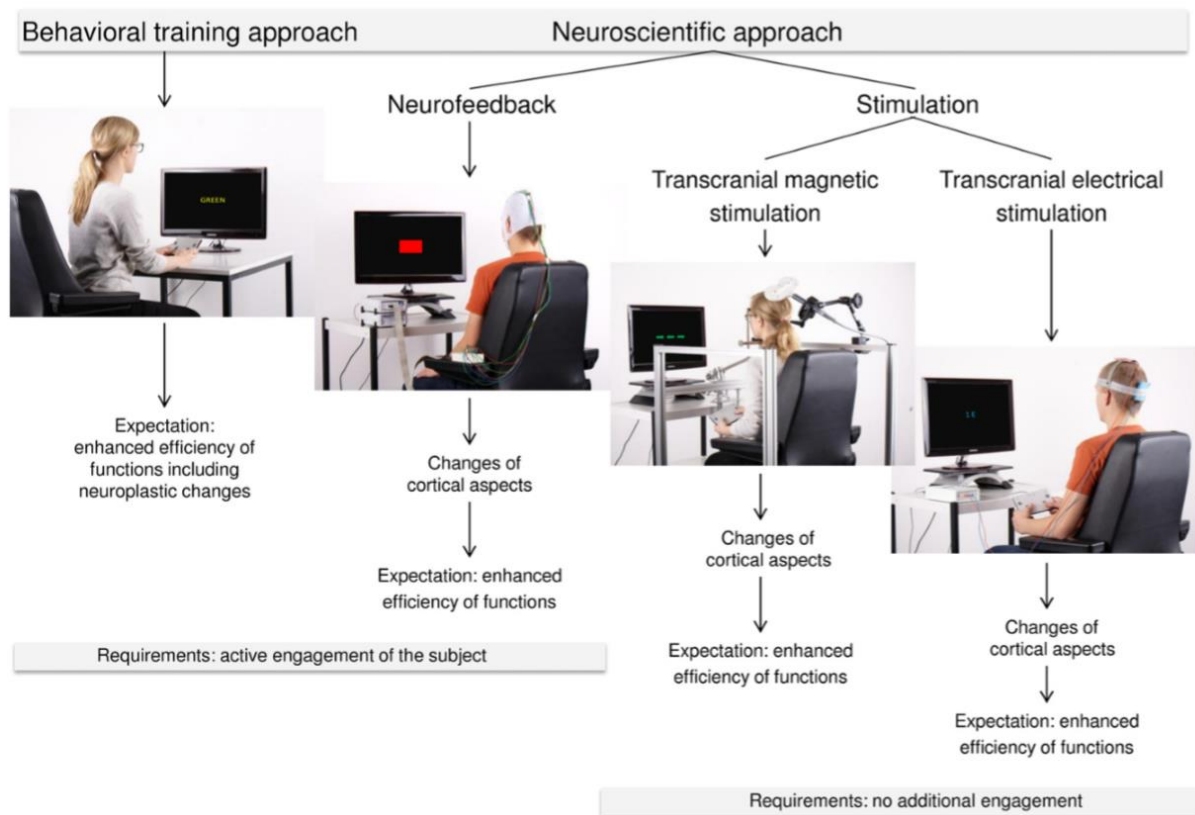 Behavioral training approach
Neuroscientific approach
Neurofeedback
Stimulation
Transcranial magnetic
stimulation
Transcranial electrical
stimulation
GREEN
Expectation:
enhanced efficiency of
functions including
neuroplastic changes
Changes of
cortical aspects
Expectation: enhanced
efficiency of functions
Requirements: active engagement of the subject
Changes of
cortical aspects
Expectation: enhanced
efficiency of functions
Changes of
cortical aspects
Expectation: enhanced
efficiency of functions
Requirements: no additional engagement